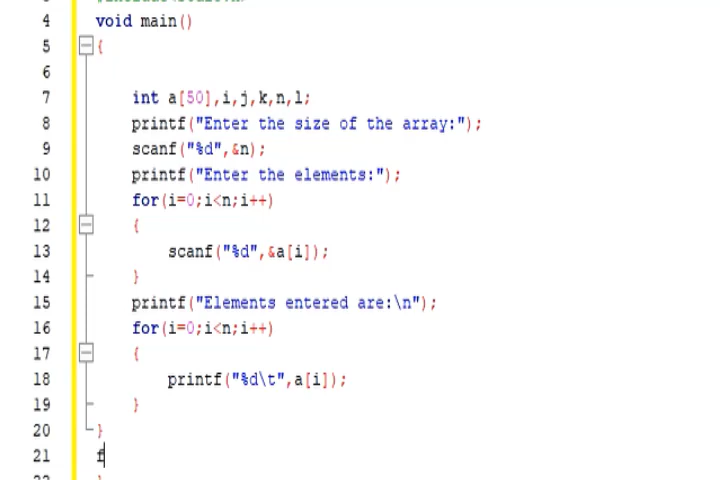 4 void main()
5 {
6
7 int a[50],i,j,k,n,l;
8 printf("Enter the size of the array:");
9 scanf("%d",&n);
10 printf("Enter the elements:");
11 for(i=0;i<n;i++)
12 {
13 scanf("%d",&a[i]);
14 }
15 printf("Elements entered are:\n");
16 for(i=0;i<n;i++)
17 {
18 printf("%d\t",a[i]);
19 }
20 }
21 f